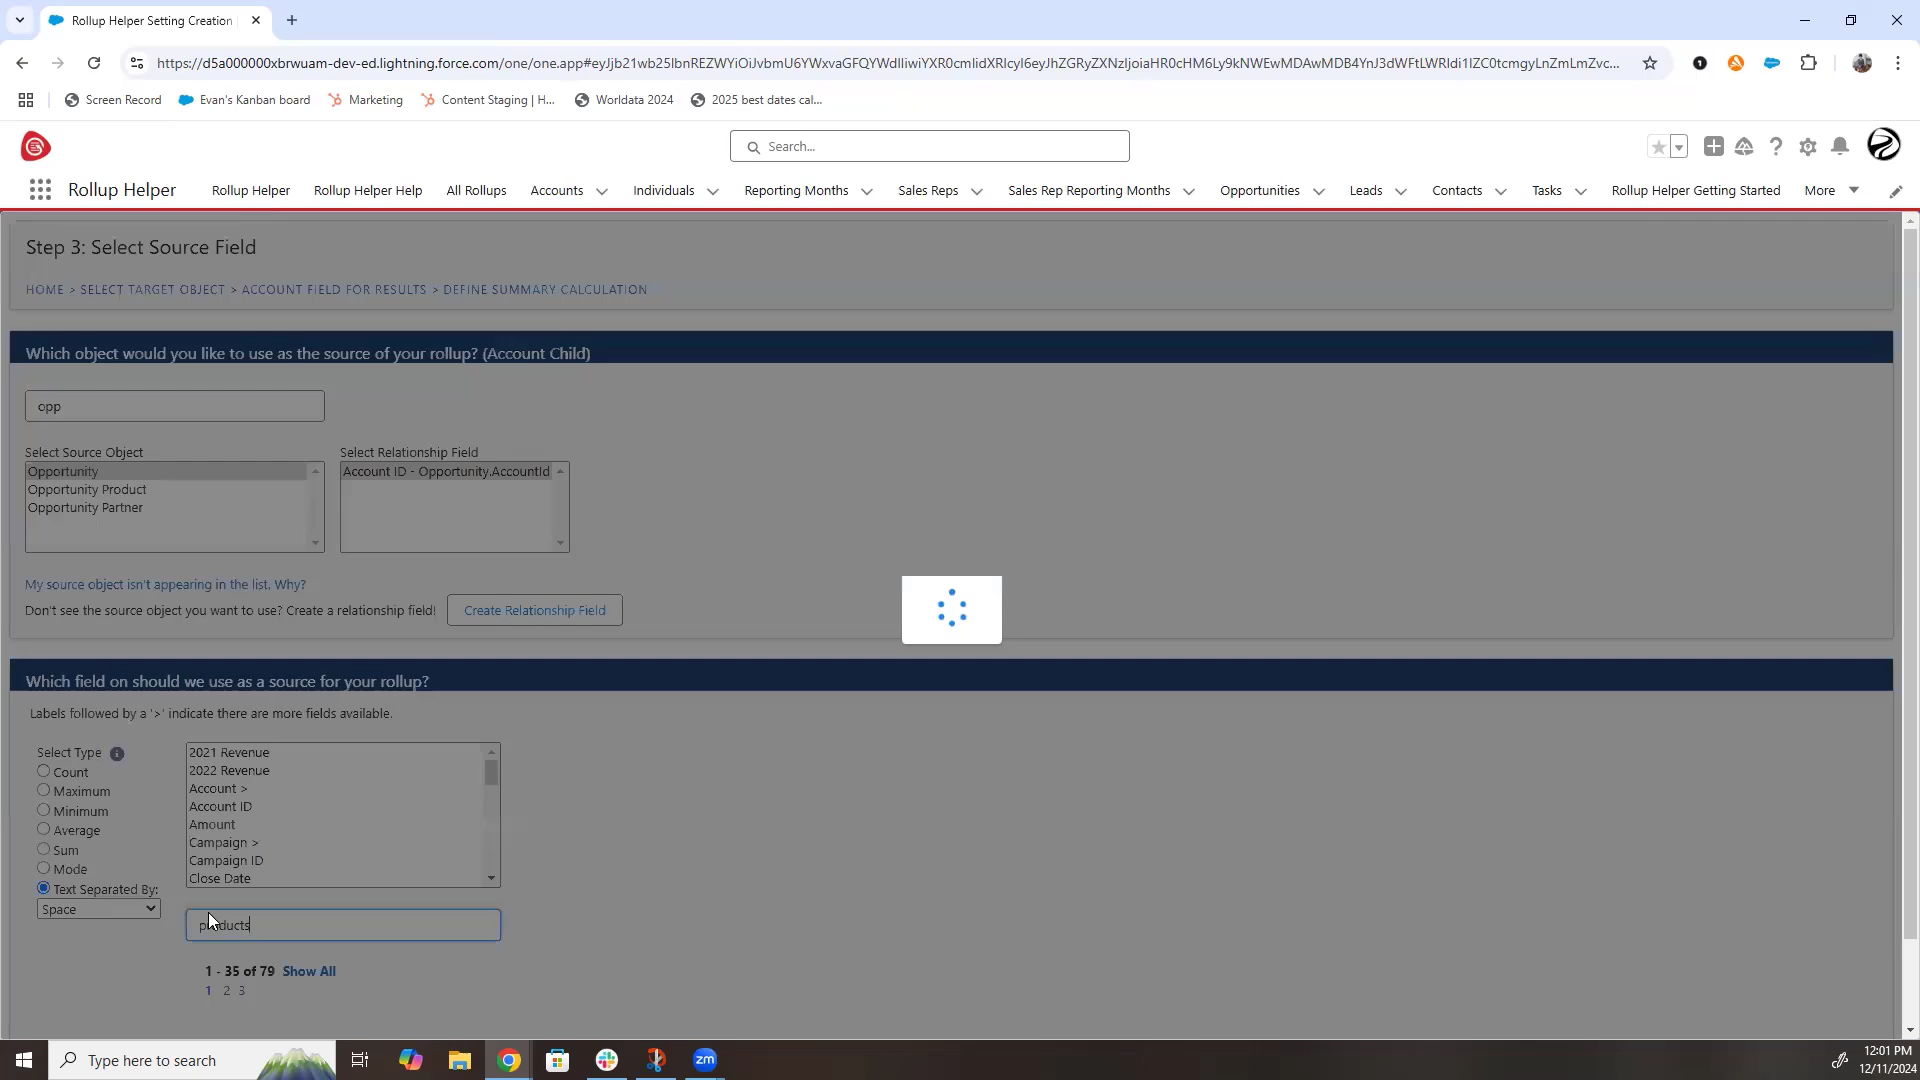 Rollup Helper Setting Creation
https://d5a000000xbrwuam-dev-ed.lightning.force.com/one/one.app#
Screen Record
Evan's Kanban board
Marketing
Content Staging | H...
Worldata 2024
2025 best dates cal...
Search...
Rollup Helper
Rollup Helper
Rollup Helper Help
All Rollups
Accounts
Individuals
Reporting Months
Sales Reps
Sales Rep Reporting Months
Opportunities
Leads
Contacts
Tasks
Rollup Helper Getting Started
More
Step 3: Select Source Field
HOME > SELECT TARGET OBJECT > ACCOUNT FIELD FOR RESULTS > DEFINE SUMMARY CALCULATION
Which object would you like to use as the source of your rollup? (Account Child)
opp
Select Source Object
Select Relationship Field
Opportunity
Account ID - Opportunity.AccountId
Opportunity Product
Opportunity Partner
My source object isn't appearing in the list. Why?
Don't see the source object you want to use? Create a relationship field!
Create Relationship Field
Which field on should we use as a source for your rollup?
Labels followed by a '>' indicate there are more fields available.
Select Type
Count
Maximum
Minimum
Average
Sum
Mode
Text Separated By:
Space
2021 Revenue
2022 Revenue
Account >
Account ID
Amount
Campaign >
Campaign ID
Close Date
products
1 - 35 of 79 Show All
1 2 3
Type here to search
zm
12:01 PM
12/11/2024